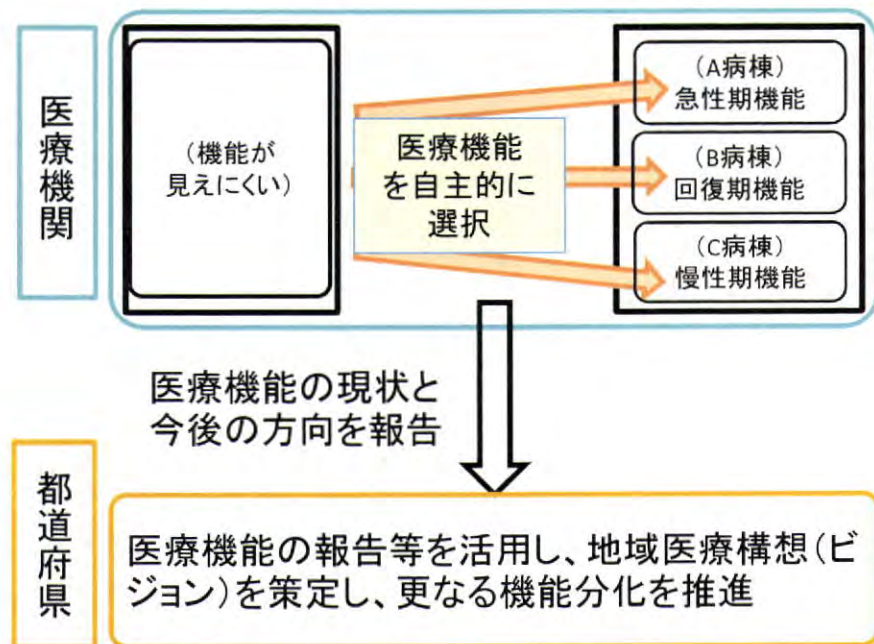 医療機関
（機能が
見えにくい）
医療機能
を自主的に
選択
（A病棟）
急性期機能
（B病棟）
回復期機能
（C病棟）
慢性期機能
医療機能の現状と
今後の方向を報告
都道府県
医療機能の報告等を活用し、地域医療構想（ビ
ジョン）を策定し、更なる機能分化を推進